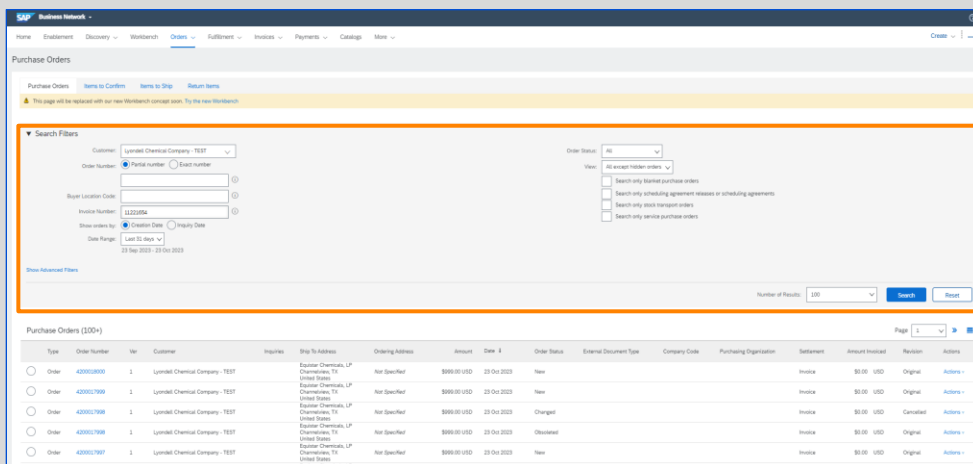 SAP Business Network
Home Enablement Discovery Workbench Orders Fulfillment Invoices Payments Catalogs More Create
Purchase Orders
Purchase Orders Items to Confirm Items to Ship Return Items
This page will be replaced with our new Workbench concept soon. Try the new Workbench
Search Filters
Customer: Lyondell Chemical Company - TEST Order Status: All
Order Number: Partial number Exact number View: All except hidden orders
Search only blanket purchase orders
Buyer Location Code: Search only scheduling agreement releases or scheduling agreements
Search only stock transport orders
Invoice Number: 11221654 Search only service purchase orders
Show orders by: Creation Date Inquiry Date
Date Range: Last 31 days
23 Sep 2023 - 23 Oct 2023
Show Advanced Filters
Number of Results: 100 Search Reset
Purchase Orders (100+) Page 1
Type Order Number Ver Customer Inquiries Ship To Address Ordering Address Amount Date Order Status External Document Type Company Code Purchasing Organization Settlement Amount Invoiced Revision Actions
Equistar Chemicals, LP
Order 4200018000 1 Lyondell Chemical Company - TEST Channelview, TX Not Specified $999.00 USD 23 Oct 2023 New Invoice $0.00 USD Original Actions
United States
Equistar Chemicals, LP
Order 4200017999 1 Lyondell Chemical Company - TEST Channelview, TX Not Specified $999.00 USD 23 Oct 2023 New Invoice $0.00 USD Original Actions
United States
Equistar Chemicals, LP
Order 4200017998 1 Lyondell Chemical Company - TEST Channelview, TX Not Specified $999.00 USD 23 Oct 2023 Changed Invoice $0.00 USD Cancelled Actions
United States
Equistar Chemicals, LP
Order 4200017998 1 Lyondell Chemical Company - TEST Channelview, TX Not Specified $999.00 USD 23 Oct 2023 Obsoleted Invoice $0.00 USD Original Actions
United States
Equistar Chemicals, LP
Order 4200017997 1 Lyondell Chemical Company - TEST Channelview, TX Not Specified $999.00 USD 23 Oct 2023 New Invoice $0.00 USD Original Actions
United States